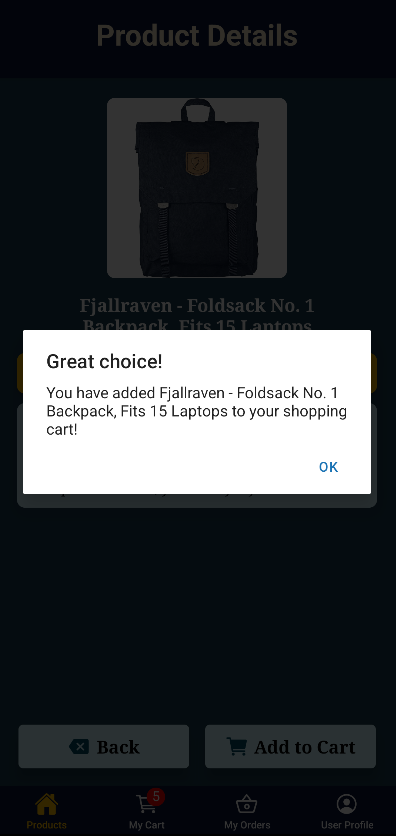 Product Details
Fjallraven - Foldsack No. 1
Backpack, Fits 15 Laptops
Great choice!
You have added Fjallraven - Foldsack No. 1
Backpack, Fits 15 Laptops to your shopping
cart!
OK
Back
Add to Cart
5
Products
My Cart
My Orders
User Profile